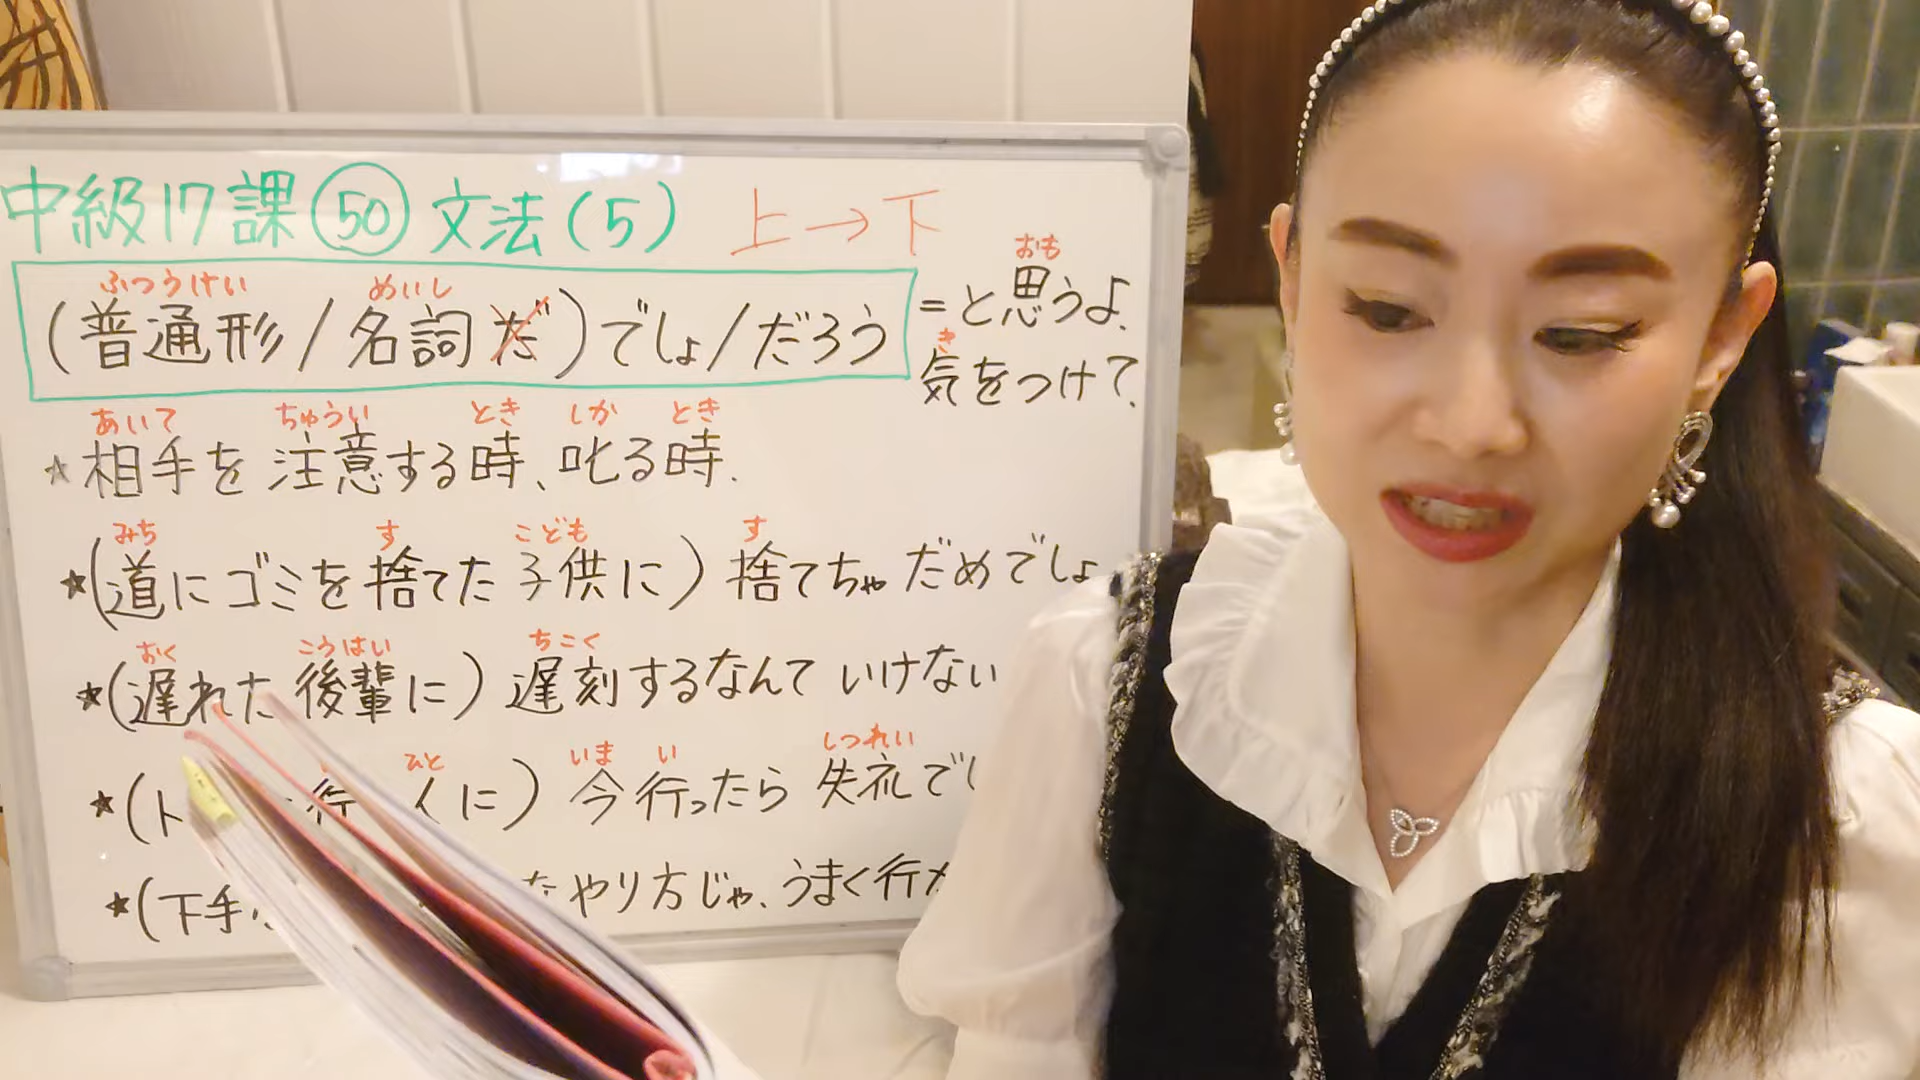 中級17課 ㊿ 文法(5) 上→下
ふつうけい めいし
(普通形/名詞だ)でしょ/だろう
おも
=と思うよ.
き
気をつけて.
あいて ちゅうい とき しか とき
☆相手を注意する時、叱る時.
みち す こども す
★(道にゴミを捨てた子供に)捨てちゃだめでしょ
おく こうはい ちこく
★(遅れた後輩に)遅刻するなんていけない
ひと いま い しつれい
★(ト 行 に)今行ったら失礼でし
★(下手 たやり方じゃ、うまく行か